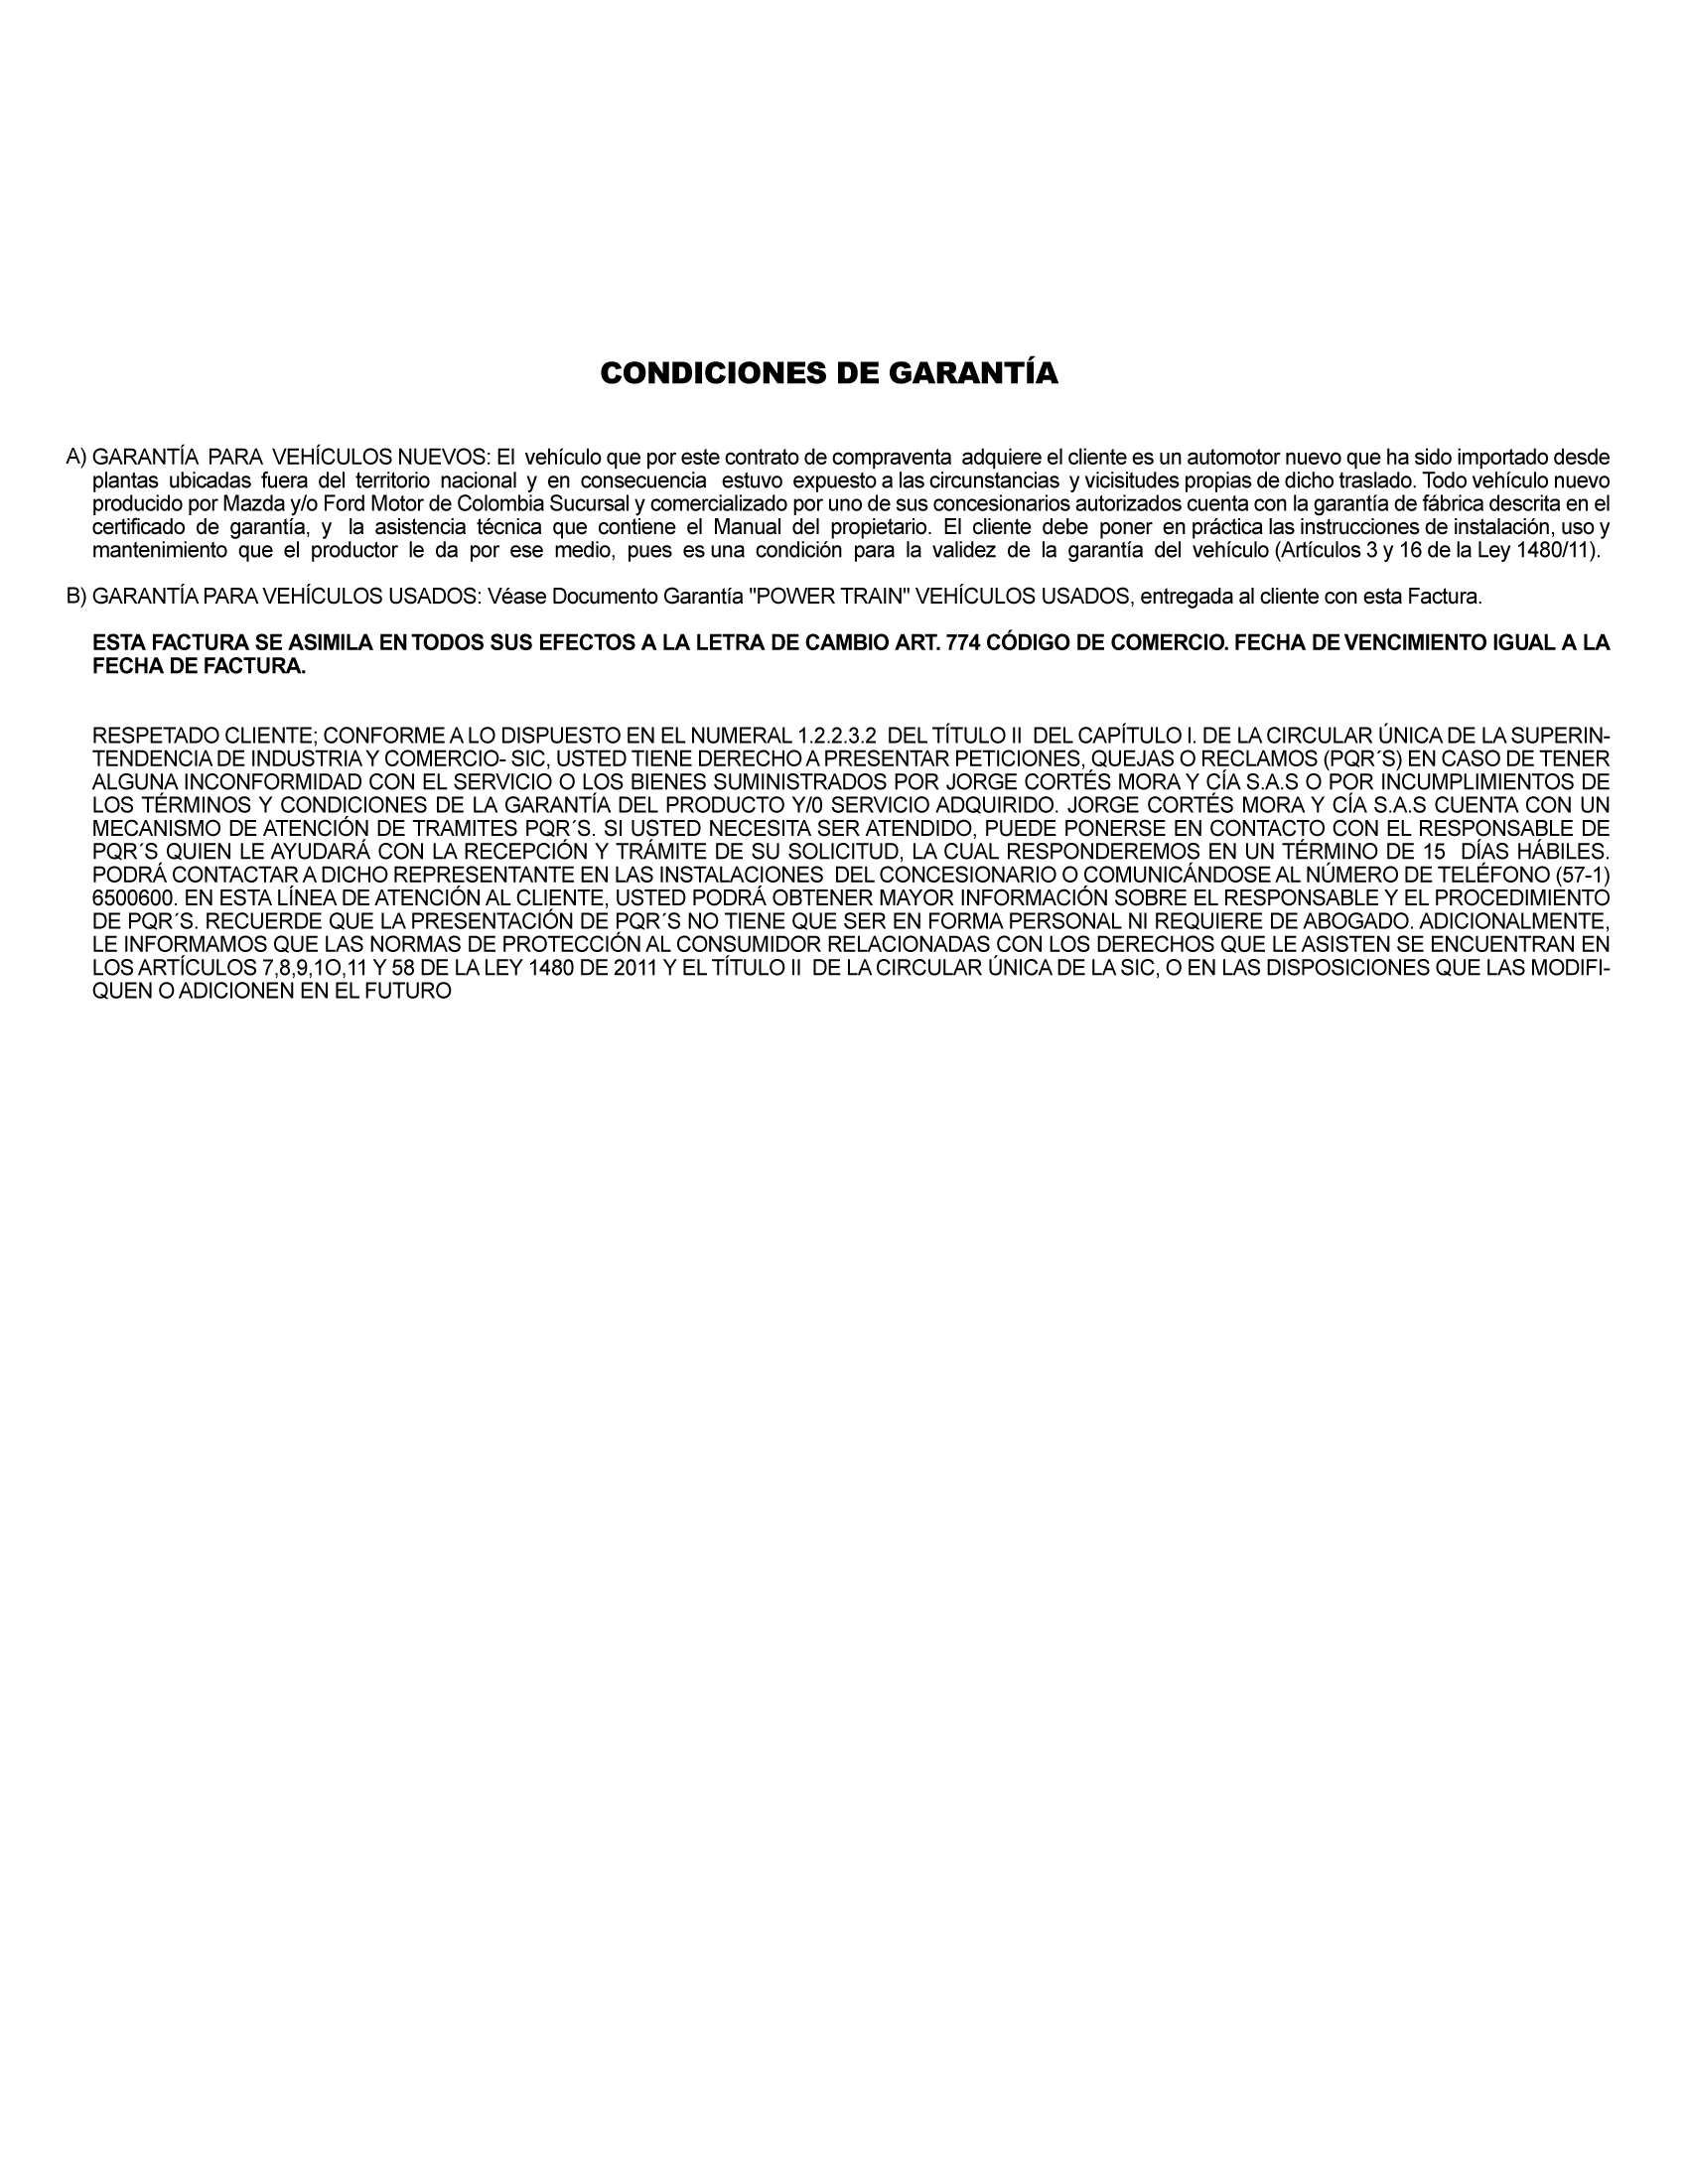 CONDICIONES DE GARANTÍA
A) GARANTÍA PARA VEHÍCULOS NUEVOS: El vehículo que por este contrato de compraventa adquiere el cliente es un automotor nuevo que ha sido importado desde
plantas ubicadas fuera del territorio nacional y en consecuencia estuvo expuesto a las circunstancias y vicisitudes propias de dicho traslado. Todo vehículo nuevo
producido por Mazda y/o Ford Motor de Colombia Sucursal y comercializado por uno de sus concesionarios autorizados cuenta con la garantía de fábrica descrita en el
certificado de garantía, y la asistencia técnica que contiene el Manual del propietario. El cliente debe poner en práctica las instrucciones de instalación, uso y
mantenimiento que el productor le da por ese medio, pues es una condición para la validez de la garantía del vehículo (Artículos 3 y 16 de la Ley 1480/11).
B) GARANTÍA PARA VEHÍCULOS USADOS: Véase Documento Garantía "POWER TRAIN" VEHÍCULOS USADOS, entregada al cliente con esta Factura.
ESTA FACTURA SE ASIMILA EN TODOS SUS EFECTOS A LA LETRA DE CAMBIO ART. 774 CÓDIGO DE COMERCIO. FECHA DE VENCIMIENTO IGUAL A LA
FECHA DE FACTURA.
RESPETADO CLIENTE; CONFORME A LO DISPUESTO EN EL NUMERAL 1.2.2.3.2 DEL TÍTULO II DEL CAPÍTULO I. DE LA CIRCULAR ÚNICA DE LA SUPERIN-
TENDENCIA DE INDUSTRIA Y COMERCIO- SIC, USTED TIENE DERECHO A PRESENTAR PETICIONES, QUEJAS O RECLAMOS (PQR´S) EN CASO DE TENER
ALGUNA INCONFORMIDAD CON EL SERVICIO O LOS BIENES SUMINISTRADOS POR JORGE CORTÉS MORA Y CÍA S.A.S O POR INCUMPLIMIENTOS DE
LOS TÉRMINOS Y CONDICIONES DE LA GARANTÍA DEL PRODUCTO Y/0 SERVICIO ADQUIRIDO. JORGE CORTÉS MORA Y CÍA S.A.S CUENTA CON UN
MECANISMO DE ATENCIÓN DE TRAMITES PQR´S. SI USTED NECESITA SER ATENDIDO, PUEDE PONERSE EN CONTACTO CON EL RESPONSABLE DE
PQR´S QUIEN LE AYUDARÁ CON LA RECEPCIÓN Y TRÁMITE DE SU SOLICITUD, LA CUAL RESPONDEREMOS EN UN TÉRMINO DE 15 DÍAS HÁBILES.
PODRÁ CONTACTAR A DICHO REPRESENTANTE EN LAS INSTALACIONES DEL CONCESIONARIO O COMUNICÁNDOSE AL NÚMERO DE TELÉFONO (57-1)
6500600. EN ESTA LÍNEA DE ATENCIÓN AL CLIENTE, USTED PODRÁ OBTENER MAYOR INFORMACIÓN SOBRE EL RESPONSABLE Y EL PROCEDIMIENTO
DE PQR´S. RECUERDE QUE LA PRESENTACIÓN DE PQR´S NO TIENE QUE SER EN FORMA PERSONAL NI REQUIERE DE ABOGADO. ADICIONALMENTE,
LE INFORMAMOS QUE LAS NORMAS DE PROTECCIÓN AL CONSUMIDOR RELACIONADAS CON LOS DERECHOS QUE LE ASISTEN SE ENCUENTRAN EN
LOS ARTÍCULOS 7,8,9,1O,11 Y 58 DE LA LEY 1480 DE 2011 Y EL TÍTULO II DE LA CIRCULAR ÚNICA DE LA SIC, O EN LAS DISPOSICIONES QUE LAS MODIFI-
QUEN O ADICIONEN EN EL FUTURO